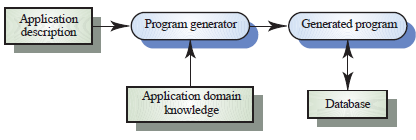 Application
description
Program generator
Generated program
Application domain
knowledge
Database